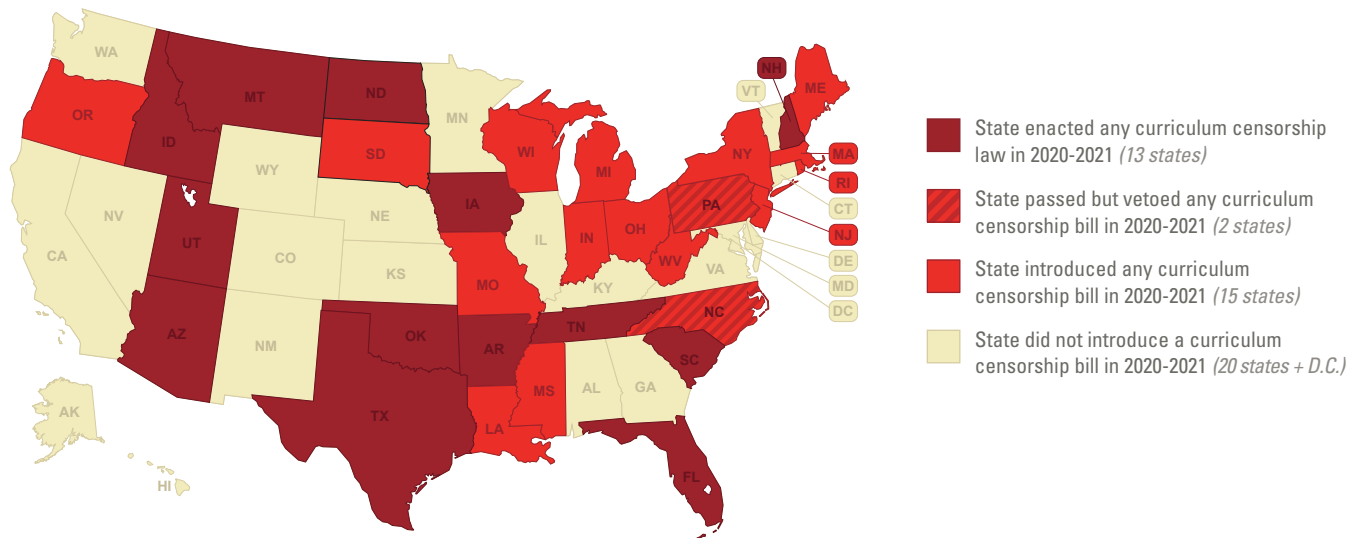 WA
OR
MT
ND
ID
SD
WY
MN
WI
MI
NH
VT
ME
NY
MA
RI
CT
PA
NJ
NV
CA
UT
CO
NE
IA
KS
IL
IN
OH
WV
VA
DE
MD
DC
MO
KY
AZ
NM
OK
AR
TN
NC
SC
TX
LA
MS
AL
GA
FL
AK
HI
State enacted any curriculum censorship
law in 2020-2021 (13 states)
State passed but vetoed any curriculum
censorship bill in 2020-2021 (2 states)
State introduced any curriculum
censorship bill in 2020-2021 (15 states)
State did not introduce a curriculum
censorship bill in 2020-2021 (20 states + D.C.)